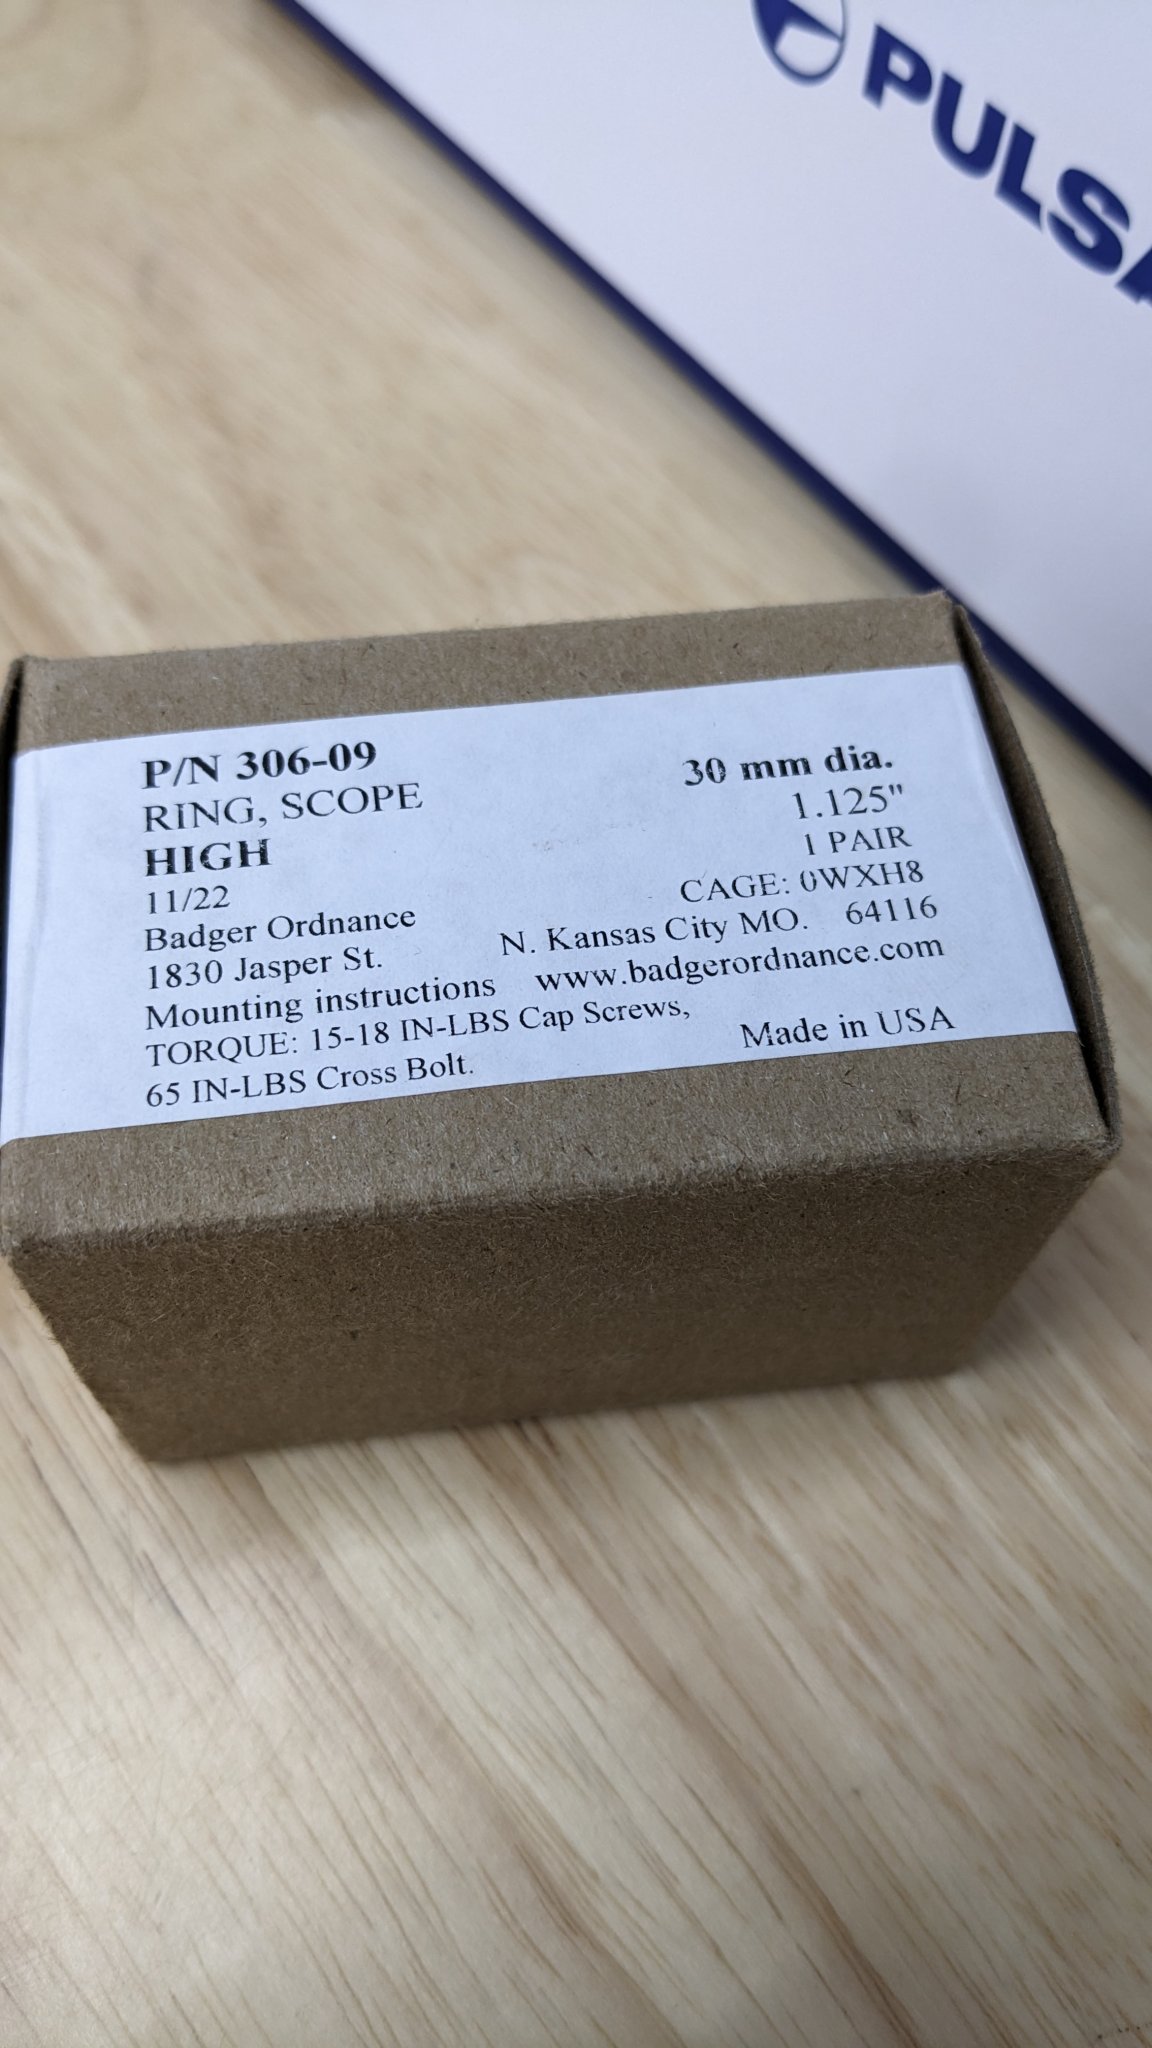 PULSA
P/N 306-09 30 mm dia.
RING, SCOPE 1.125"
HIGH 1 PAIR
11/22 CAGE: 0WXH8
Badger Ordnance
1830 Jasper St. N. Kansas City MO. 64116
Mounting instructions www.badgerordnance.com
TORQUE: 15-18 IN-LBS Cap Screws,
65 IN-LBS Cross Bolt. Made in USA